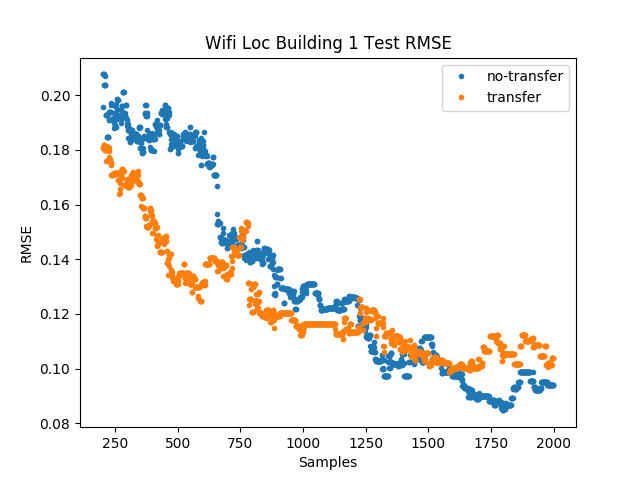 Wifi Loc Building 1 Test RMSE
no-transfer
transfer
RMSE
0.20
0.18
0.16
0.14
0.12
0.10
0.08
250 500 750 1000 1250 1500 1750 2000
Samples